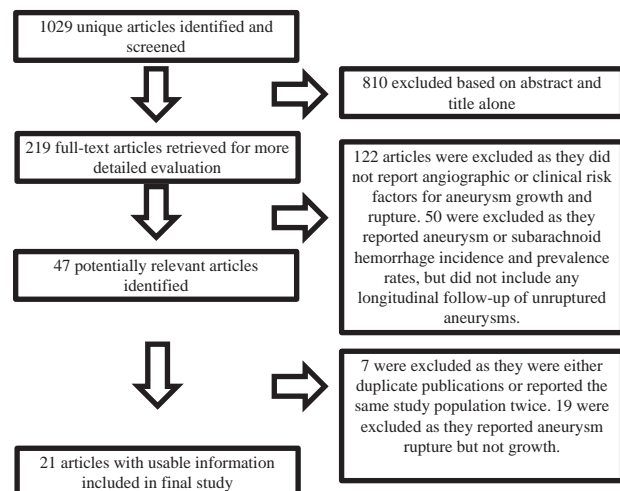 1029 unique articles identified and
screened
810 excluded based on abstract and
title alone
219 full-text articles retrieved for more
detailed evaluation
122 articles were excluded as they did
not report angiographic or clinical risk
factors for aneurysm growth and
rupture. 50 were excluded as they
reported aneurysm or subarachnoid
hemorrhage incidence and prevalence
rates, but did not include any
longitudinal follow-up of unruptured
aneurysms.
47 potentially relevant articles
identified
7 were excluded as they were either
duplicate publications or reported the
same study population twice. 19 were
excluded as they reported aneurysm
rupture but not growth.
21 articles with usable information
included in final study